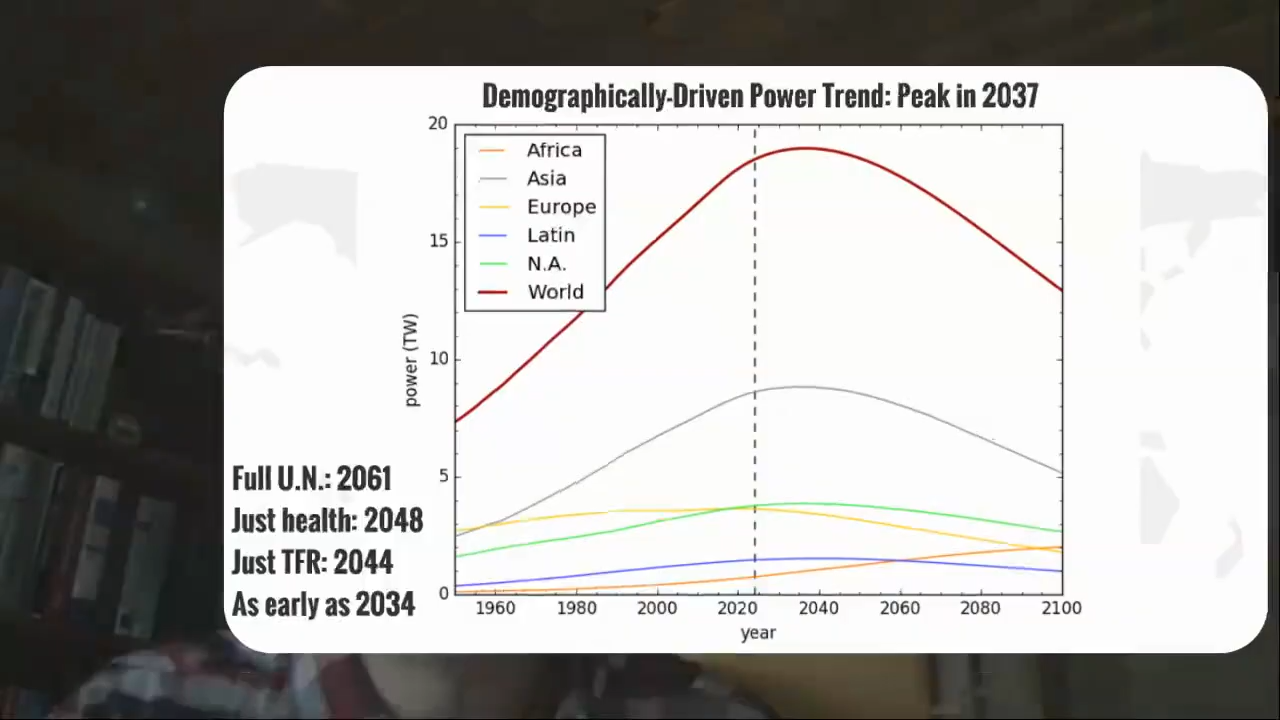 Demographically-Driven Power Trend: Peak in 2037
20
15
10
5
0
power (TW)
Africa
Asia
Europe
Latin
N.A.
World
1960 1980 2000 2020 2040 2060 2080 2100
year
Full U.N.: 2061
Just health: 2048
Just TFR: 2044
As early as 2034